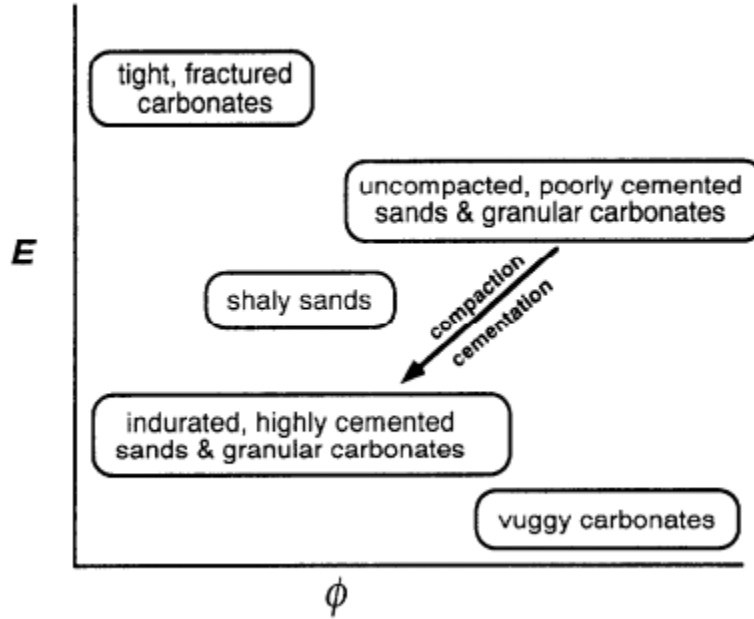 tight, fractured
carbonates
uncompacted, poorly cemented
sands & granular carbonates
E
shaly sands
compaction
cementation
indurated, highly cemented
sands & granular carbonates
vuggy carbonates
ϕ